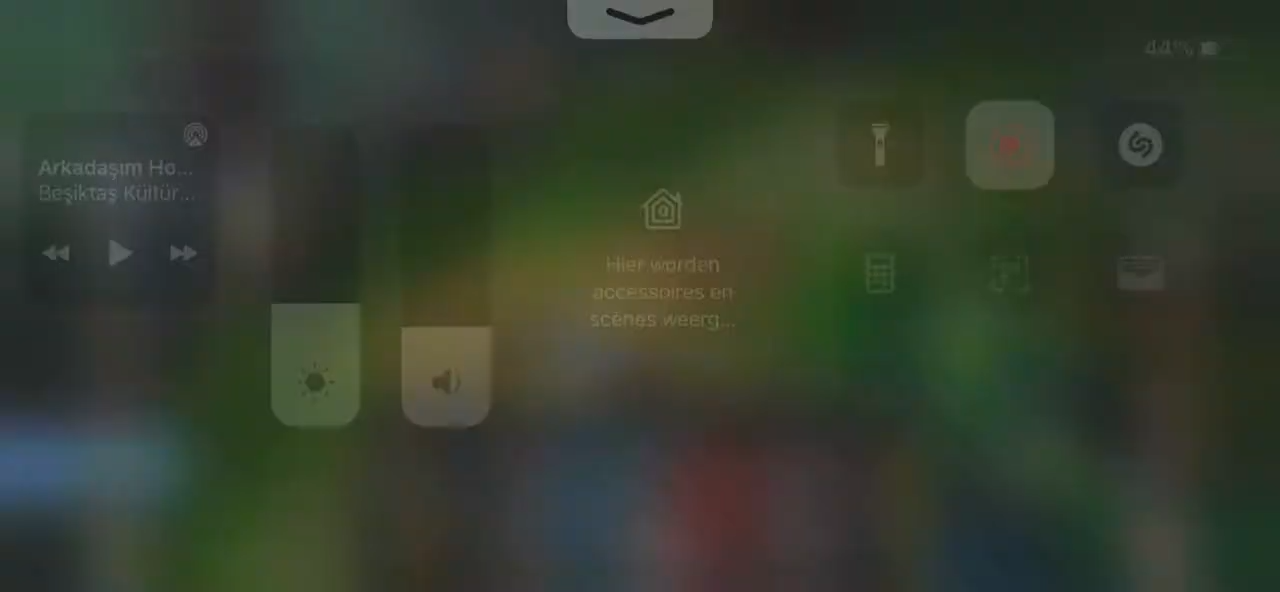 44%
Arkadaşım Ho...
Beşiktaş Kültür...
Hier worden
accessoires en
scènes weerg...